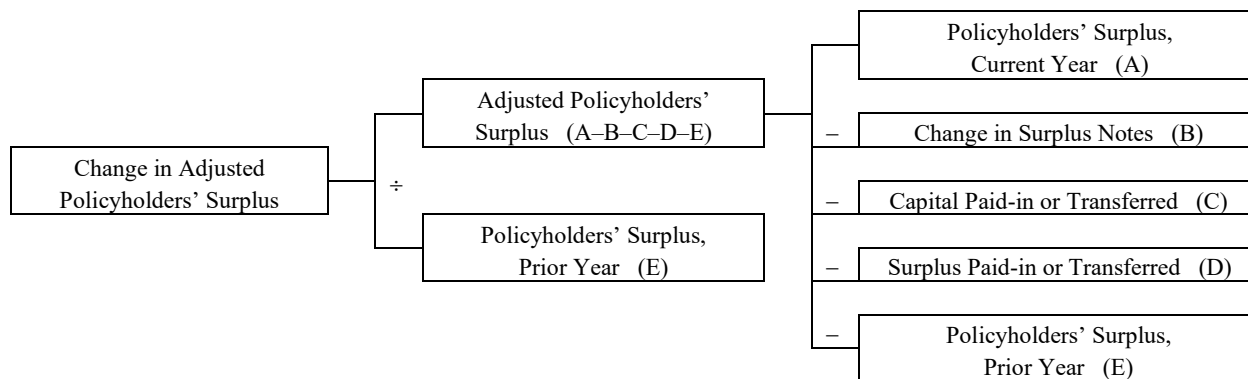 Change in Adjusted
Policyholders’ Surplus
÷
Adjusted Policyholders’
Surplus (A–B–C–D–E)
Policyholders’ Surplus,
Prior Year (E)
Policyholders’ Surplus,
Current Year (A)
– Change in Surplus Notes (B)
– Capital Paid-in or Transferred (C)
– Surplus Paid-in or Transferred (D)
– Policyholders’ Surplus,
Prior Year (E)